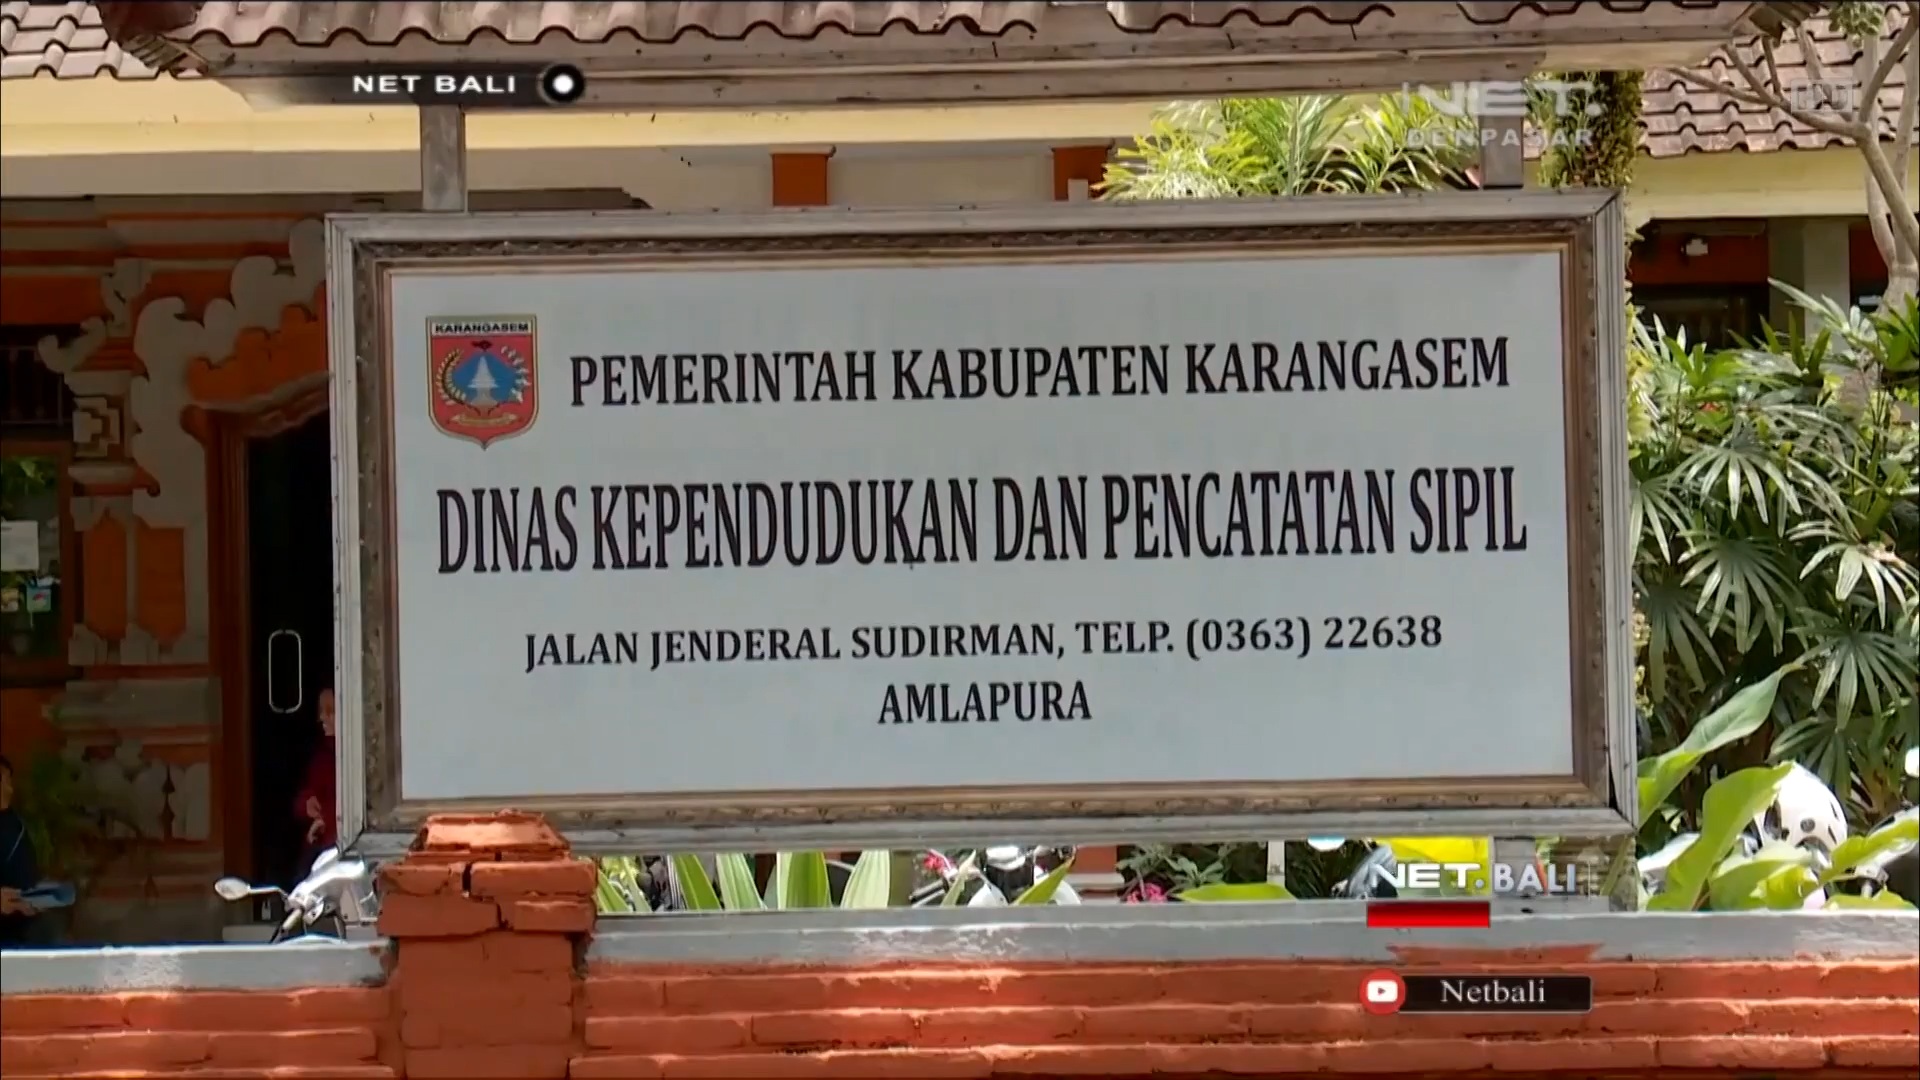 NET BALI
NET.
DENPASAR
KARANGASEM
PEMERINTAH KABUPATEN KARANGASEM
DINAS KEPENDUDUKAN DAN PENCATATAN SIPIL
JALAN JENDERAL SUDIRMAN, TELP. (0363) 22638
AMLAPURA
NET. BALI
Netbali